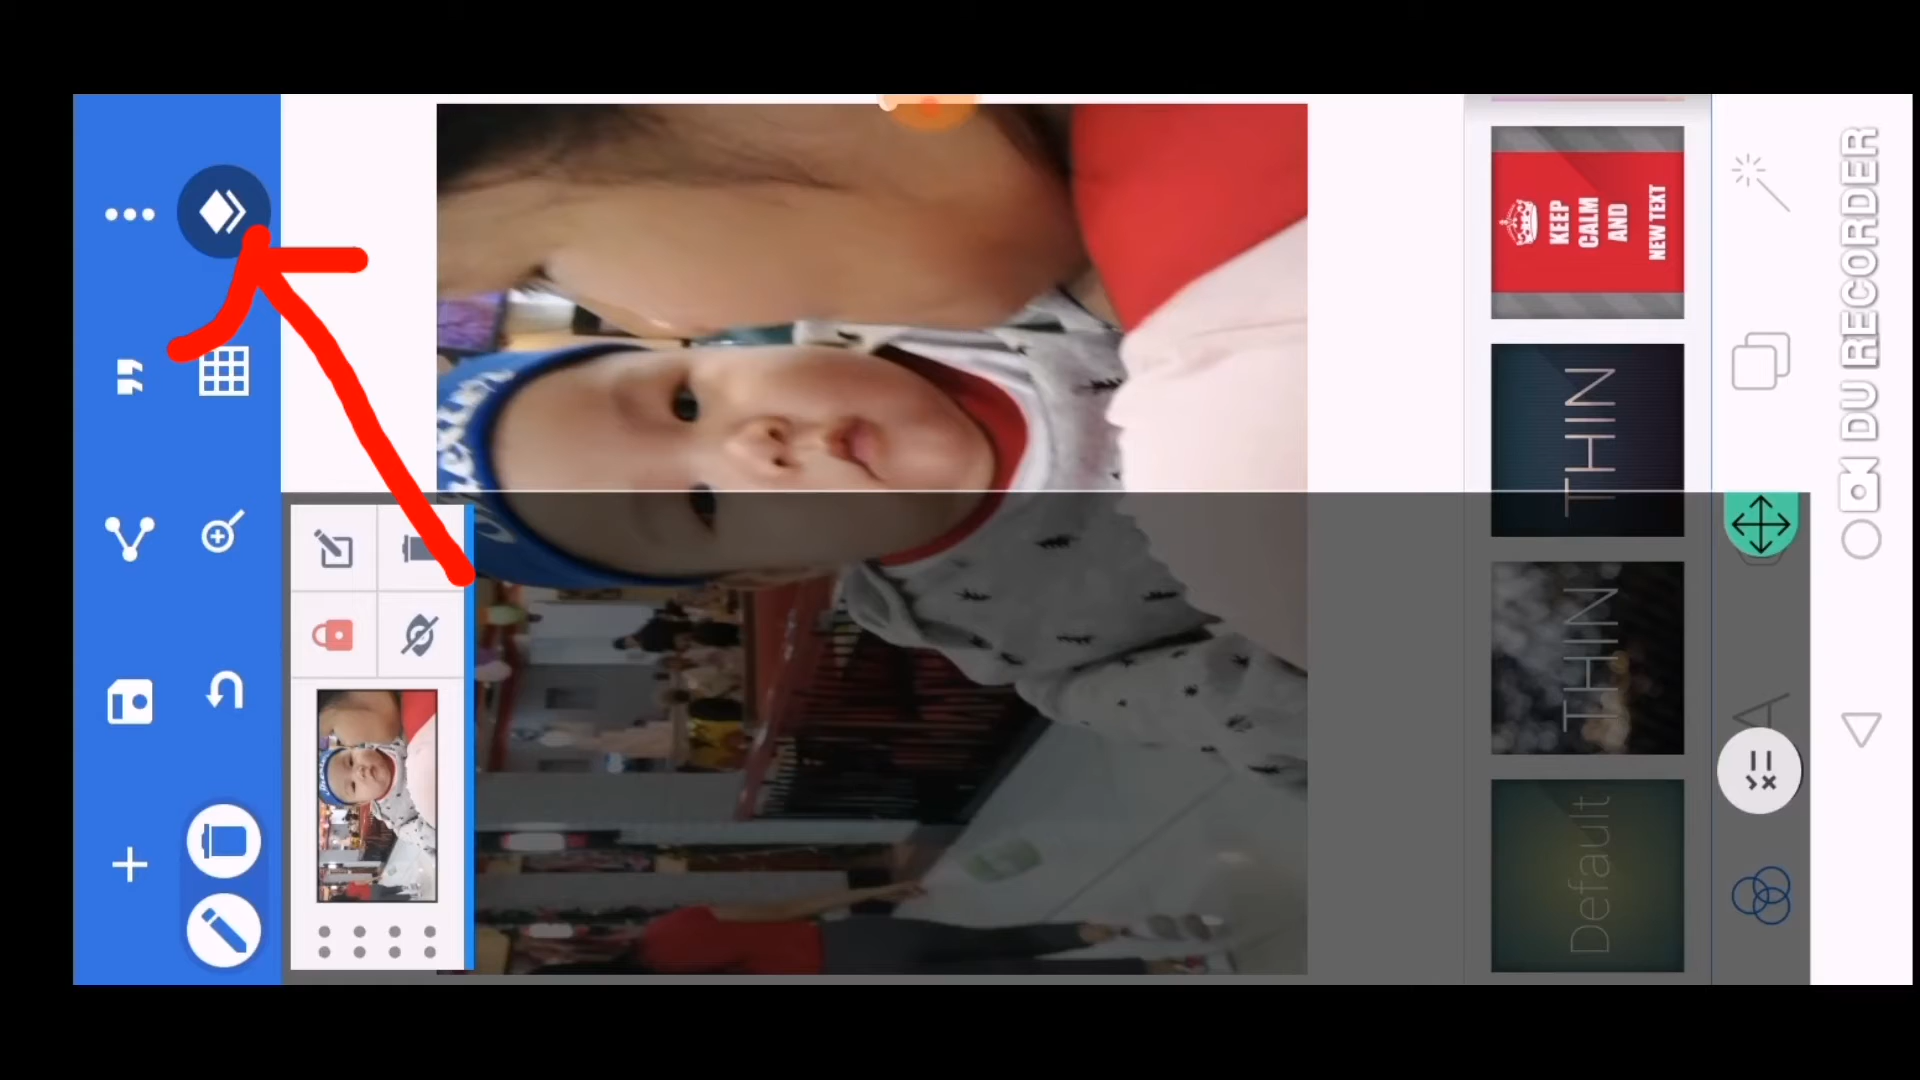 KEEP
CALM
AND
NEW TEXT
THIN
THIN
Default
DU RECORDER